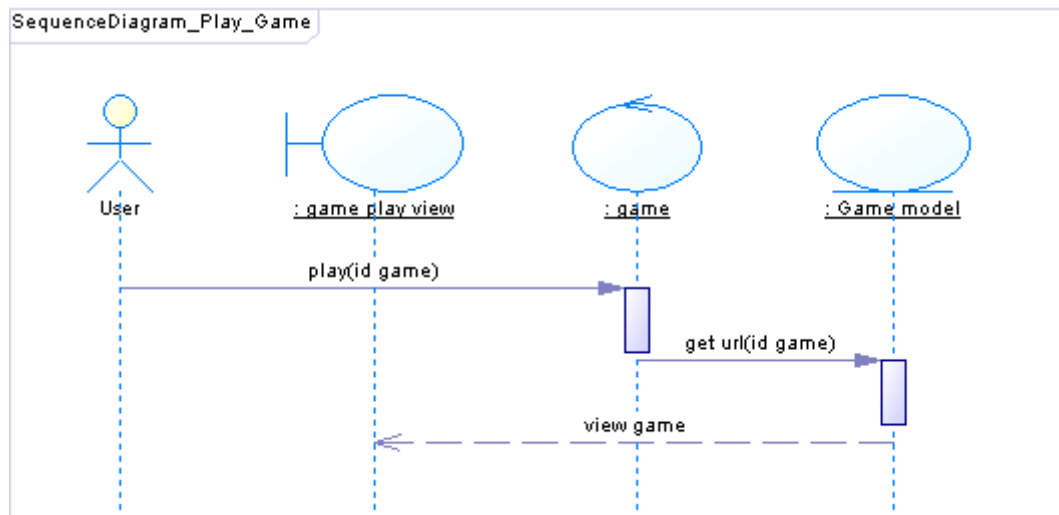 SequenceDiagram_Play_Game
User
: game play view
: game
: Game model
play(id game)
get url(id game)
view game